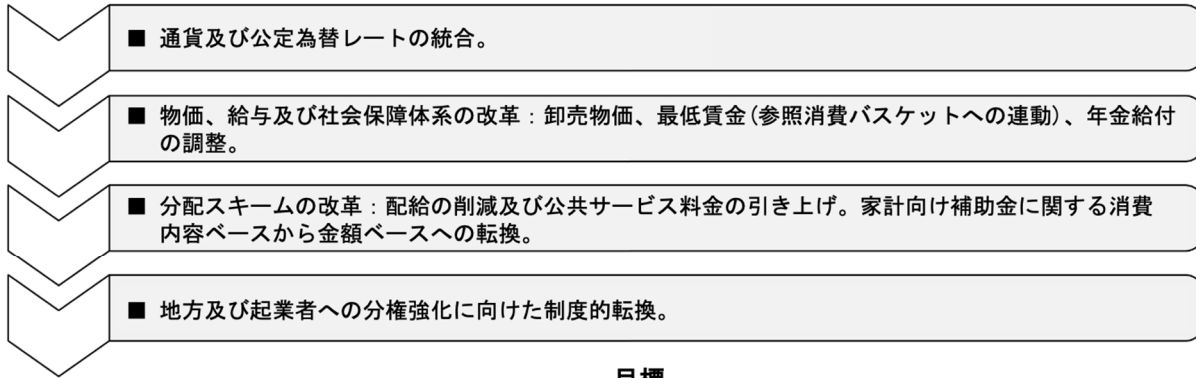 ■ 通貨及び公定為替レートの統合。
■ 物価、給与及び社会保障体系の改革：卸売物価、最低賃金(参照消費バスケットへの連動)、年金給付
の調整。
■ 分配スキームの改革：配給の削減及び公共サービス料金の引き上げ。家計向け補助金に関する消費
内容ベースから金額ベースへの転換。
■ 地方及び起業者への分権強化に向けた制度的転換。
目標